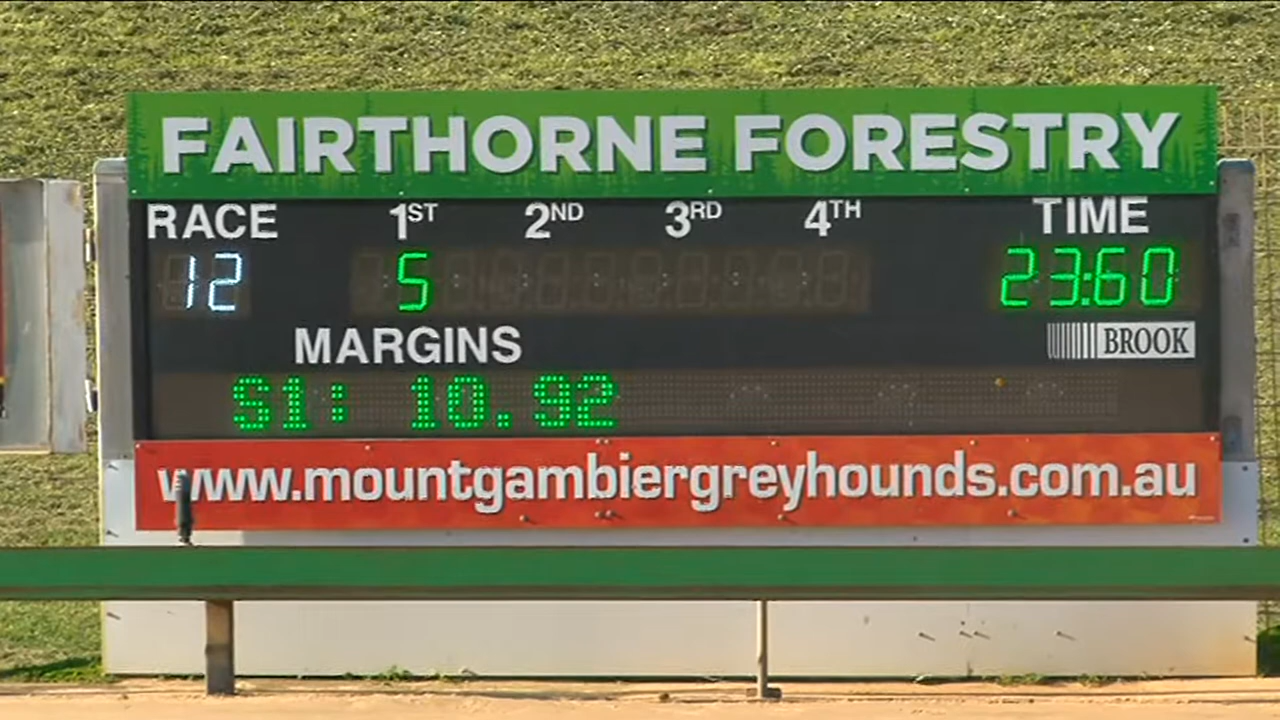 FAIRTHORNE FORESTRY
RACE 1ST 2ND 3RD 4TH TIME
12 5 23:60
MARGINS BROOK
S1: 10.92
www.mountgambiergreyhounds.com.au